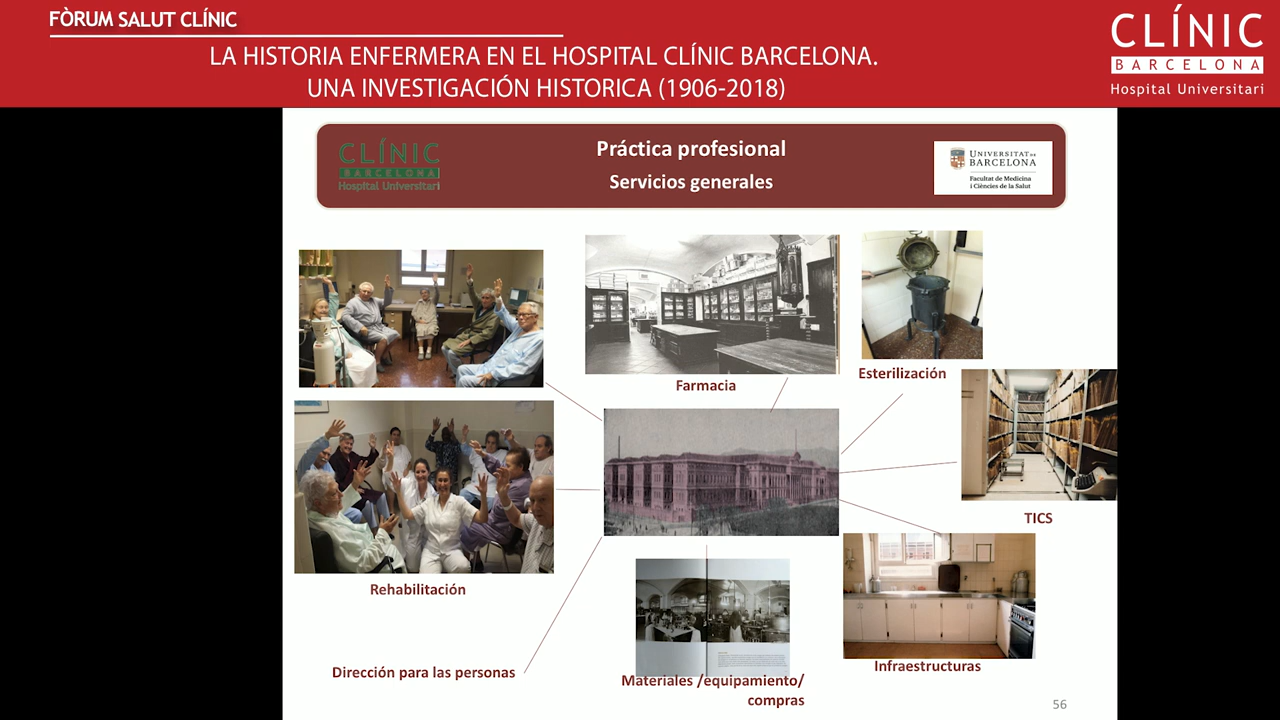 FÒRUM SALUT CLÍNIC
LA HISTORIA ENFERMERA EN EL HOSPITAL CLÍNIC BARCELONA.
UNA INVESTIGACIÓN HISTORICA (1906-2018)
CLÍNIC
BARCELONA
Hospital Universitari
CLÍNIC
BARCELONA
Hospital Universitari
Práctica profesional
Servicios generales
UNIVERSITAT DE
BARCELONA
Facultat de Medicina
i Ciències de la Salut
Farmacia
Esterilización
TICS
Rehabilitación
Infraestructuras
Dirección para las personas
Materiales /equipamiento/
compras
56